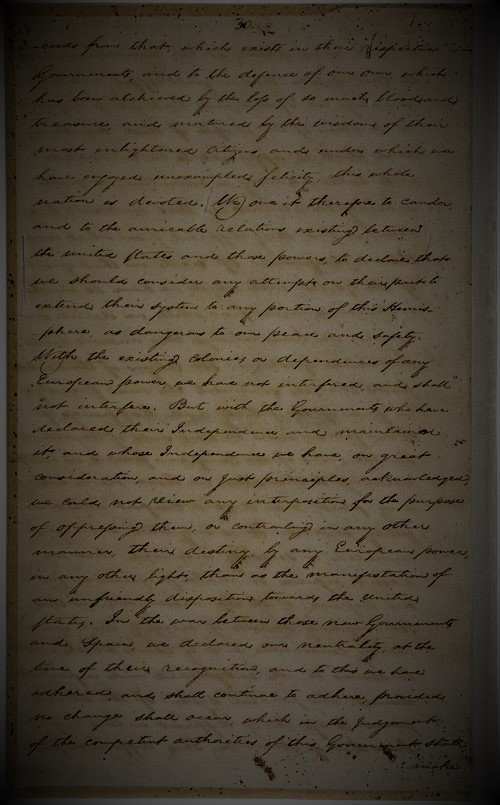 30
-ceeds from that, which exists in their respective
Governments, and to the defence of our own, which
has been atchieved by the loss of so much blood and
treasure, and matured by the wisdom of their
most enlightened Citizens, and under which we
have enjoyed unexampled felicity, this whole
nation is devoted. We owe it therefore to candor
and to the amicable relations existing between
the United States and those powers, to declare that
we should consider any attempt on their part to
extend their system to any portion of this Hemis-
phere, as dangerous to our peace and safety.
With the existing Colonies or dependencies of any
European power, we have not interfered, and shall
not interfere. But with the Governments who have
declared their Independence, and maintained
it, and whose Independence we have, on great
consideration, and on just principles, acknowledged,
we could not view any interposition for the purpose
of oppressing them, or controuling in any other
manner, their destiny, by any European power,
in any other light, than as the manifestation of
an unfriendly disposition towards the United
States. In the war between those new Governments
and Spain, we declared our neutrality, at the
time of their recognition, and to this we have
adhered, and shall continue to adhere, provided
no change shall occur, which in the Judgement
of the competent authorities of this Government shall
make